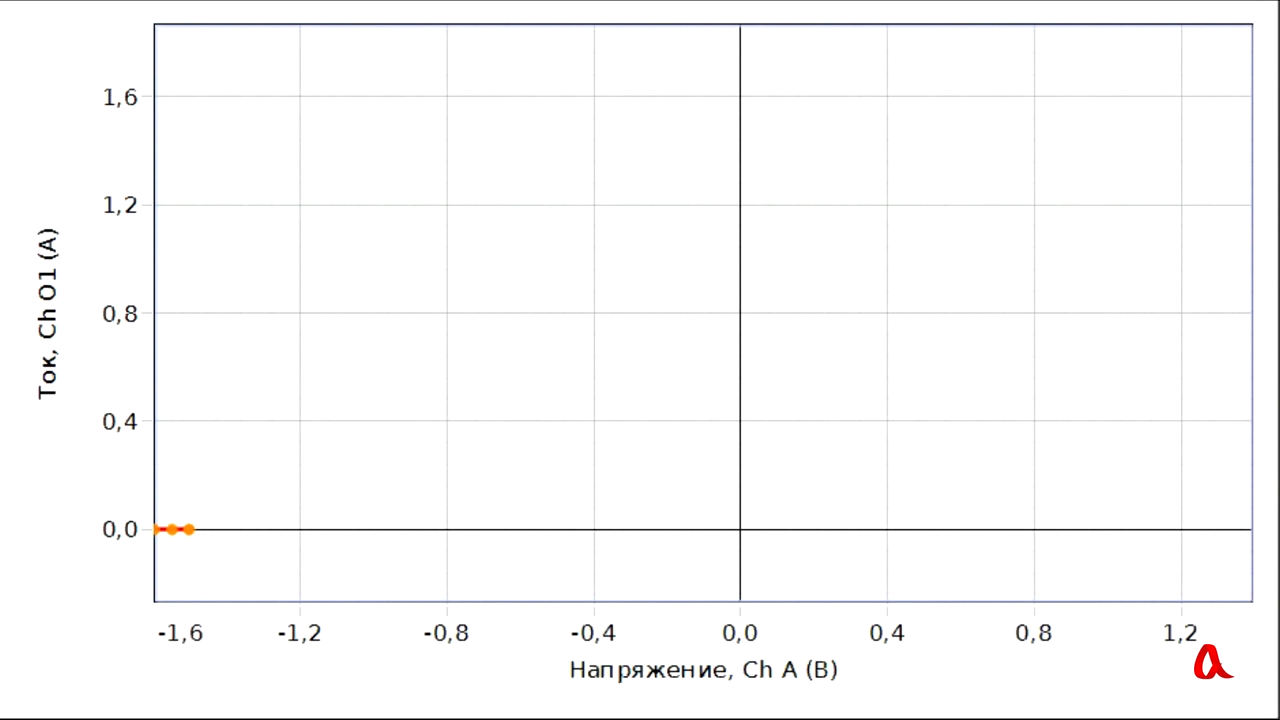 1,6
1,2
0,8
0,4
0,0
Ток, Ch O1 (А)
-1,6 -1,2 -0,8 -0,4 0,0 0,4 0,8 1,2
Напряжение, Ch A (В)
a